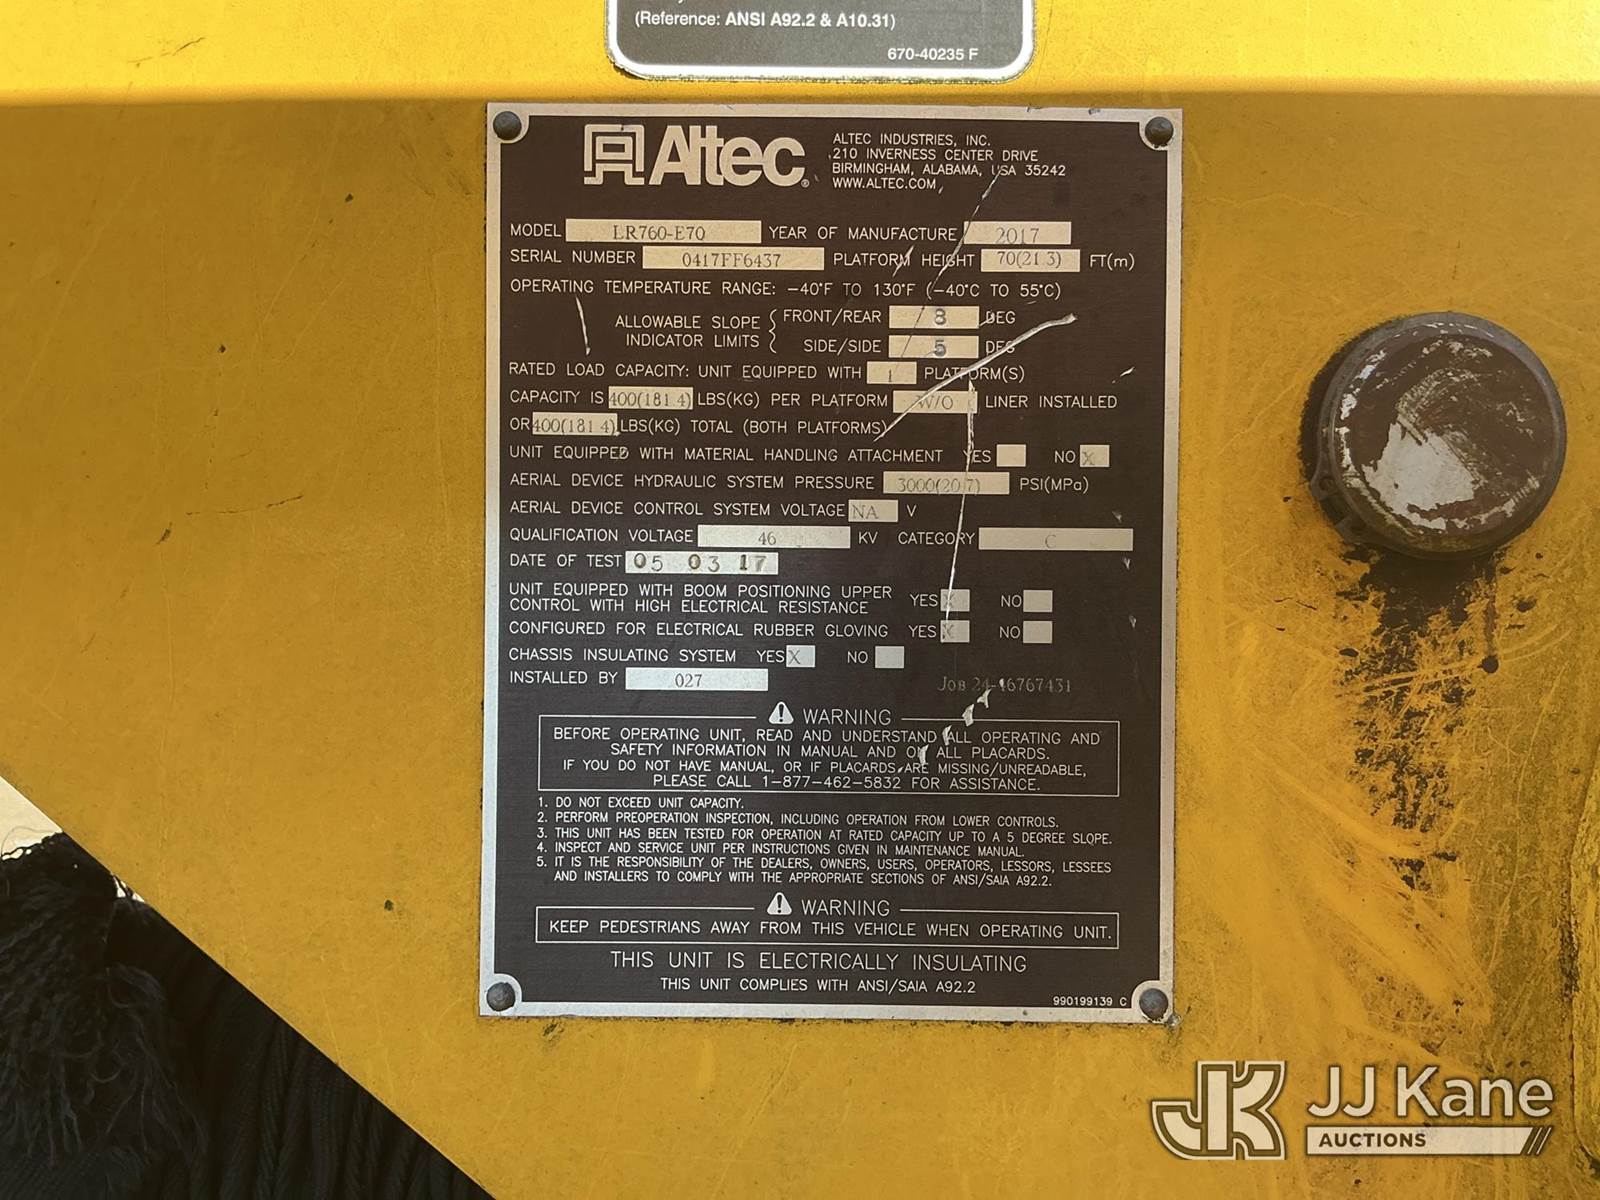 (Reference: ANSI A92.2 & A10.31)
670-40235 F
Altec®
ALTEC INDUSTRIES, INC.
210 INVERNESS CENTER DRIVE
BIRMINGHAM, ALABAMA, USA 35242
WWW.ALTEC.COM
MODEL LR760-E70 YEAR OF MANUFACTURE 2017
SERIAL NUMBER 0417FF6437 PLATFORM HEIGHT 70(21.3) FT(m)
OPERATING TEMPERATURE RANGE: -40°F TO 130°F (-40°C TO 55°C)
ALLOWABLE SLOPE INDICATOR LIMITS { FRONT/REAR 8 DEG
SIDE/SIDE 5 DEG
RATED LOAD CAPACITY: UNIT EQUIPPED WITH 1 PLATFORM(S)
CAPACITY IS 400(181.4) LBS(KG) PER PLATFORM W/O LINER INSTALLED
OR 400(181.4) LBS(KG) TOTAL (BOTH PLATFORMS)
UNIT EQUIPPED WITH MATERIAL HANDLING ATTACHMENT YES NO X
AERIAL DEVICE HYDRAULIC SYSTEM PRESSURE 3000(20.7) PSI(MPa)
AERIAL DEVICE CONTROL SYSTEM VOLTAGE NA V
QUALIFICATION VOLTAGE 46 KV CATEGORY C
DATE OF TEST 05 03 17
UNIT EQUIPPED WITH BOOM POSITIONING UPPER
CONTROL WITH HIGH ELECTRICAL RESISTANCE YES X NO
CONFIGURED FOR ELECTRICAL RUBBER GLOVING YES X NO
CHASSIS INSULATING SYSTEM YES X NO
INSTALLED BY 027
JOB 24-16767431
WARNING
BEFORE OPERATING UNIT, READ AND UNDERSTAND ALL OPERATING AND
SAFETY INFORMATION IN MANUAL AND ON ALL PLACARDS.
IF YOU DO NOT HAVE MANUAL, OR IF PLACARDS ARE MISSING/UNREADABLE,
PLEASE CALL 1-877-462-5832 FOR ASSISTANCE.
1. DO NOT EXCEED UNIT CAPACITY.
2. PERFORM PREOPERATION INSPECTION, INCLUDING OPERATION FROM LOWER CONTROLS.
3. THIS UNIT HAS BEEN TESTED FOR OPERATION AT RATED CAPACITY UP TO A 5 DEGREE SLOPE.
4. INSPECT AND SERVICE UNIT PER INSTRUCTIONS GIVEN IN MAINTENANCE MANUAL.
5. IT IS THE RESPONSIBILITY OF THE DEALERS, OWNERS, USERS, OPERATORS, LESSORS, LESSEES
AND INSTALLERS TO COMPLY WITH THE APPROPRIATE SECTIONS OF ANSI/SAIA A92.2.
WARNING
KEEP PEDESTRIANS AWAY FROM THIS VEHICLE WHEN OPERATING UNIT.
THIS UNIT IS ELECTRICALLY INSULATING
THIS UNIT COMPLIES WITH ANSI/SAIA A92.2
990199139 C
JK JJ Kane
AUCTIONS